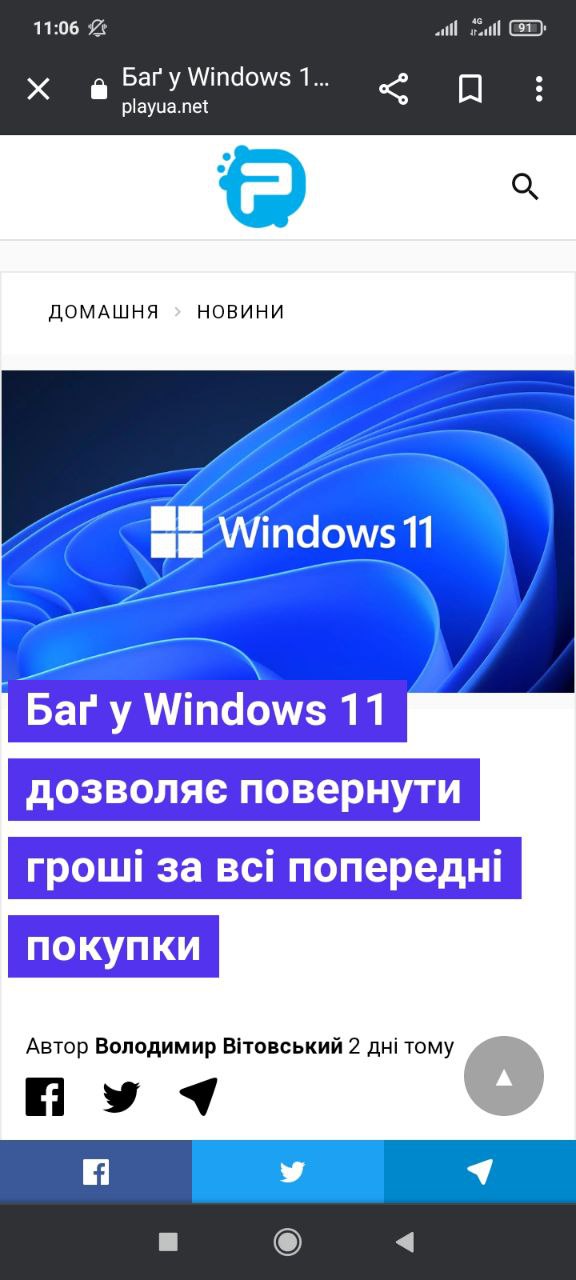 11:06
4G
91
Баґ у Windows 1...
playua.net
ДОМАШНЯ > НОВИНИ
Windows 11
Баґ у Windows 11
дозволяє повернути
гроші за всі попередні
покупки
Автор Володимир Вітовський 2 дні тому